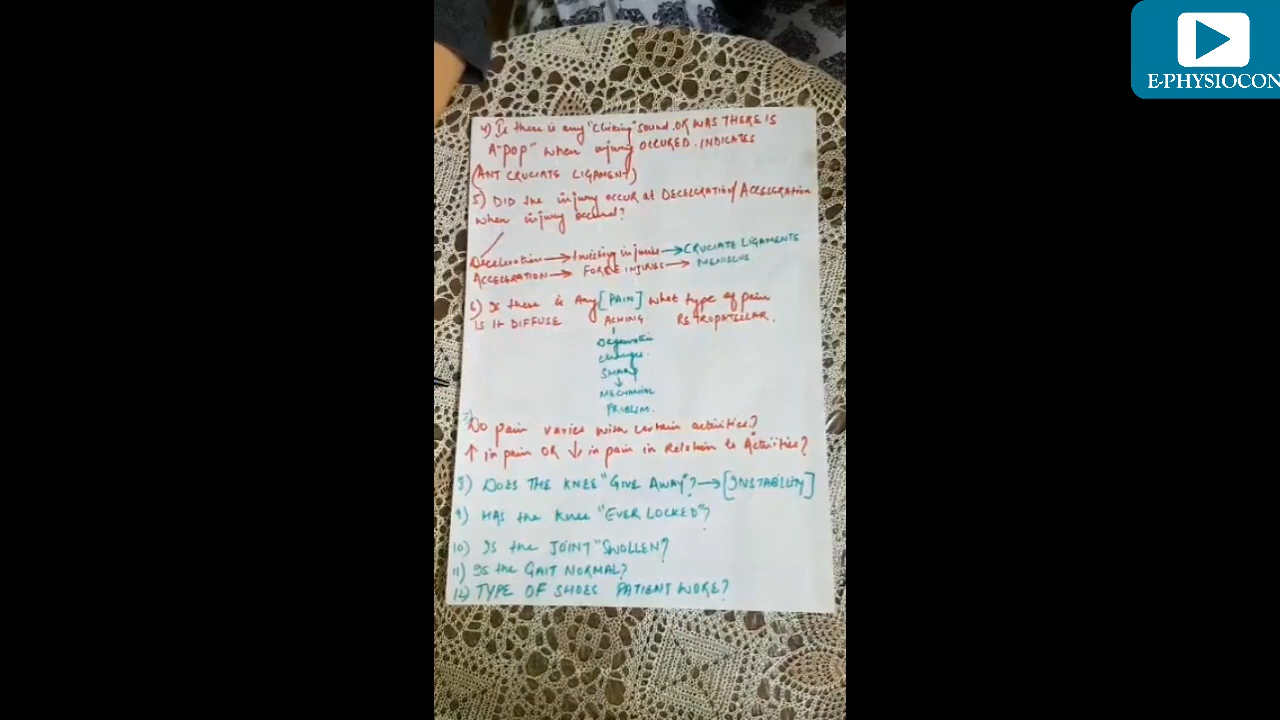 E-PHYSIOCON
4) Is there is any "Clicking" sound. OR WAS THERE IS
A "POP" when injury OCCURED. INDICATES
(ANT CRUCIATE LIGAMENT)
5) DID the injury OCCUR at DECELERATION/ACCELERATION
when injury occured?
Deceleration → twisting injuries → CRUCIATE LIGAMENTS
ACCELERATION → FORCE INJURIES → MENISCUS
6) Is there is Any [PAIN] what type of pain
IS It DIFFUSE ACHING RETROPATELLAR.
Degenerative
changes.
SHARP
↓
MECHANICAL
PROBLEM.
7) Do pain varies with certain activities?
↑ in pain OR ↓ in pain in Relation to Activities?
8) DOES THE KNEE "GIVE AWAY"? → [INSTABILITY]
9) HAS the Knee "EVER LOCKED"?
10) Is the JOINT "SWOLLEN?
11) Is the GAIT NORMAL?
12) TYPE OF SHOES PATIENT WORE?